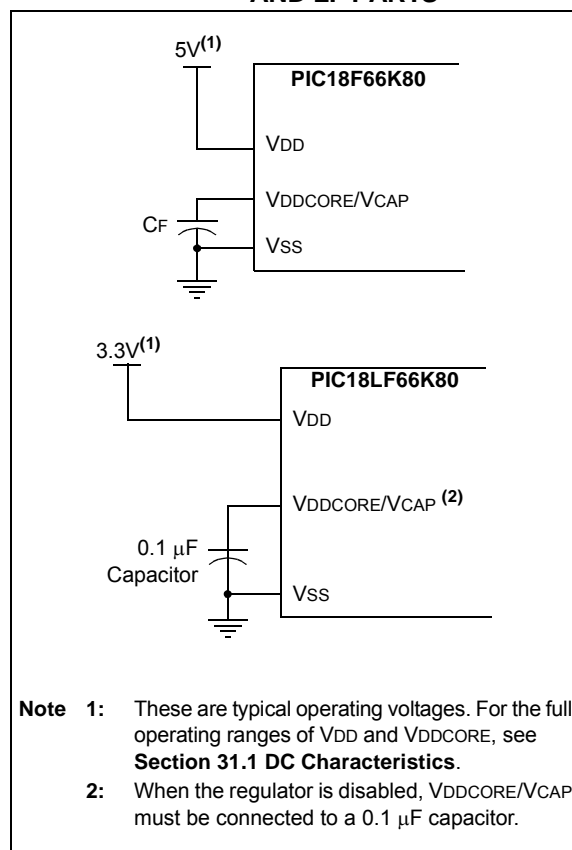 5V(1)
PIC18F66K80
VDD
VDDCORE/VCAP
CF
VSS
3.3V(1)
PIC18LF66K80
VDD
VDDCORE/VCAP (2)
0.1 μF
Capacitor
VSS
Note 1: These are typical operating voltages. For the full
operating ranges of VDD and VDDCORE, see
Section 31.1 DC Characteristics.
2: When the regulator is disabled, VDDCORE/VCAP
must be connected to a 0.1 μF capacitor.